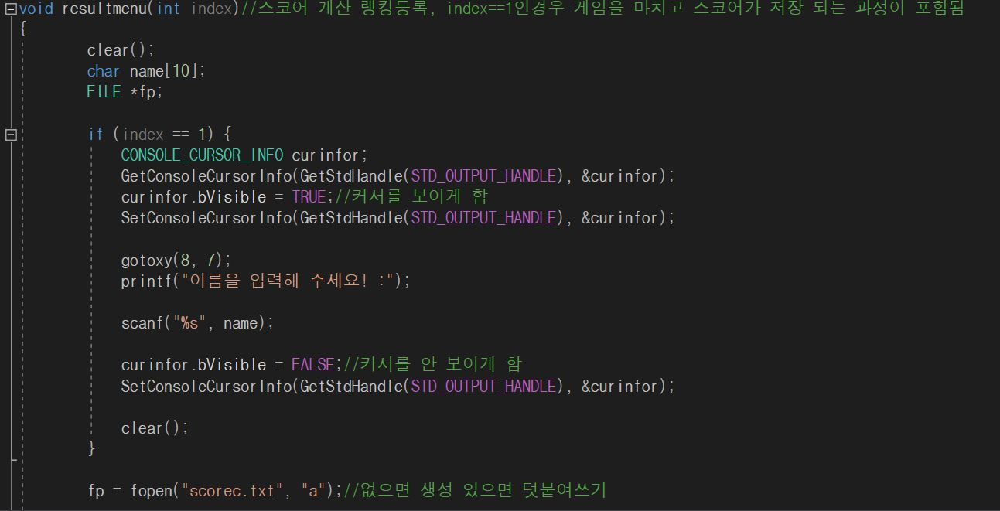 void resultmenu(int index)//스코어 계산 랭킹등록, index==1인경우 게임을 마치고 스코어가 저장 되는 과정이 포함됨
{
clear();
char name[10];
FILE *fp;
if (index == 1) {
CONSOLE_CURSOR_INFO curinfor;
GetConsoleCursorInfo(GetStdHandle(STD_OUTPUT_HANDLE), &curinfor);
curinfor.bVisible = TRUE;//커서를 보이게 함
SetConsoleCursorInfo(GetStdHandle(STD_OUTPUT_HANDLE), &curinfor);
gotoxy(8, 7);
printf("이름을 입력해 주세요! :");
scanf("%s", name);
curinfor.bVisible = FALSE;//커서를 안 보이게 함
SetConsoleCursorInfo(GetStdHandle(STD_OUTPUT_HANDLE), &curinfor);
clear();
}
fp = fopen("scorec.txt", "a");//없으면 생성 있으면 덧붙여쓰기